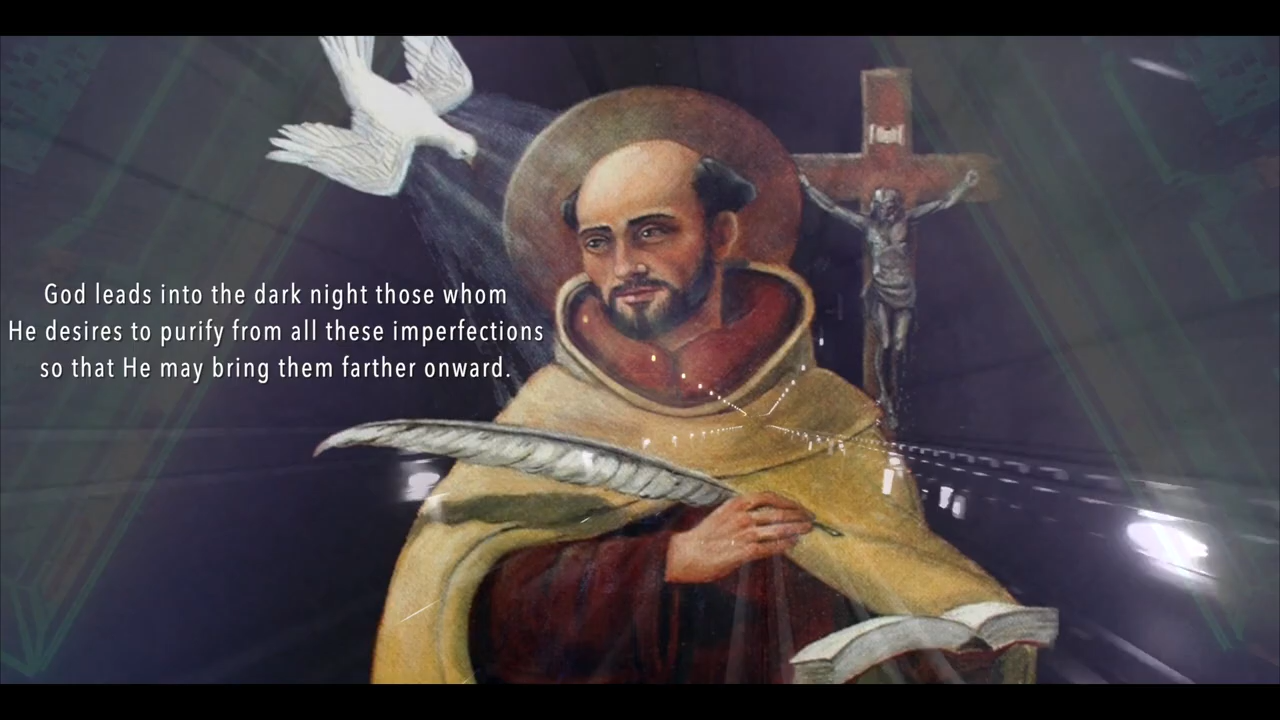 God leads into the dark night those whom
He desires to purify from all these imperfections
so that He may bring them farther onward.